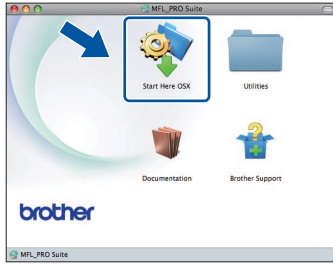 MFL_PRO Suite
Start Here OSX
Utilities
Documentation
Brother Support
brother
MFL_PRO Suite